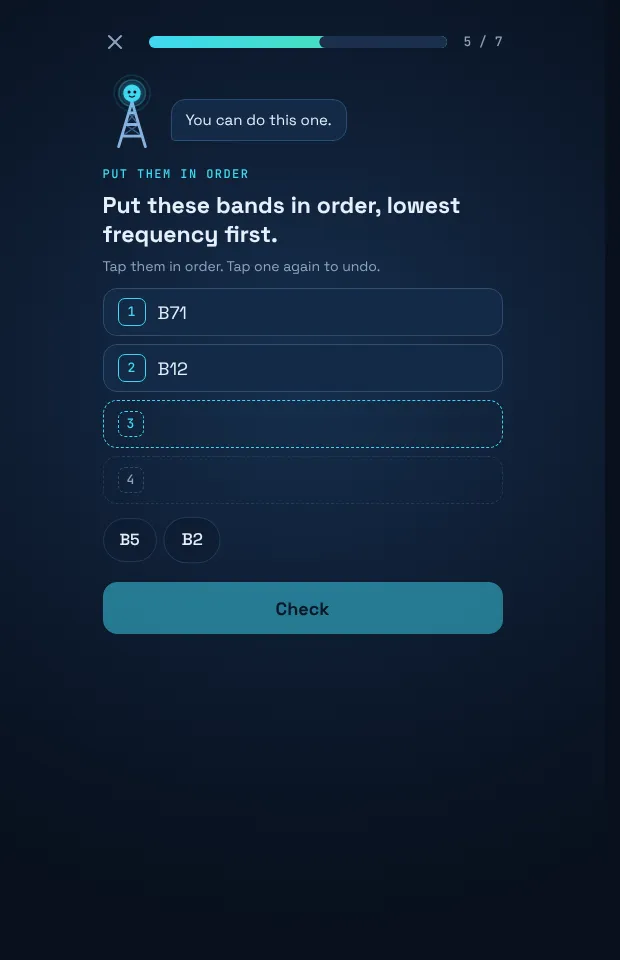 5 / 7
You can do this one.
PUT THEM IN ORDER
Put these bands in order, lowest
frequency first.
Tap them in order. Tap one again to undo.
1 B71
2 B12
3
4
B5 B2
Check